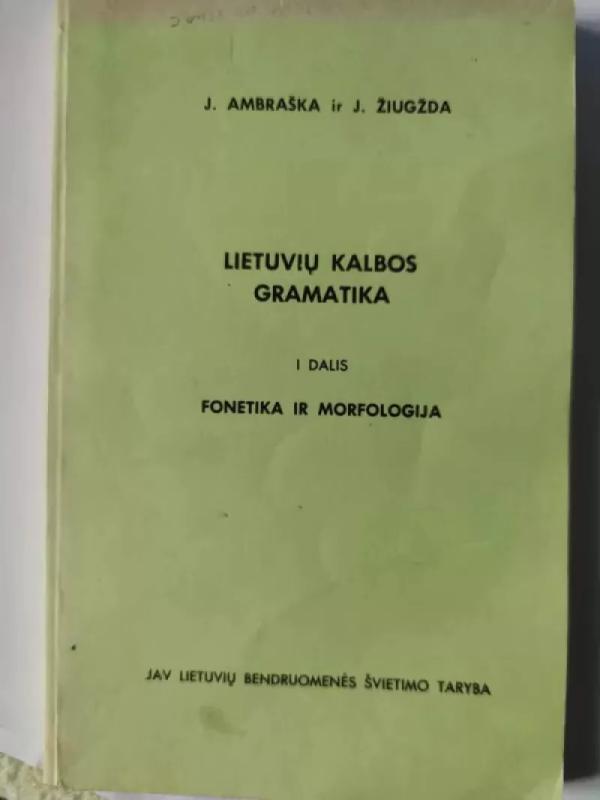 J. AMBRAŠKA ir J. ŽIUGŽDA
LIETUVIŲ KALBOS
GRAMATIKA
I DALIS
FONETIKA IR MORFOLOGIJA
JAV LIETUVIŲ BENDRUOMENĖS ŠVIETIMO TARYBA